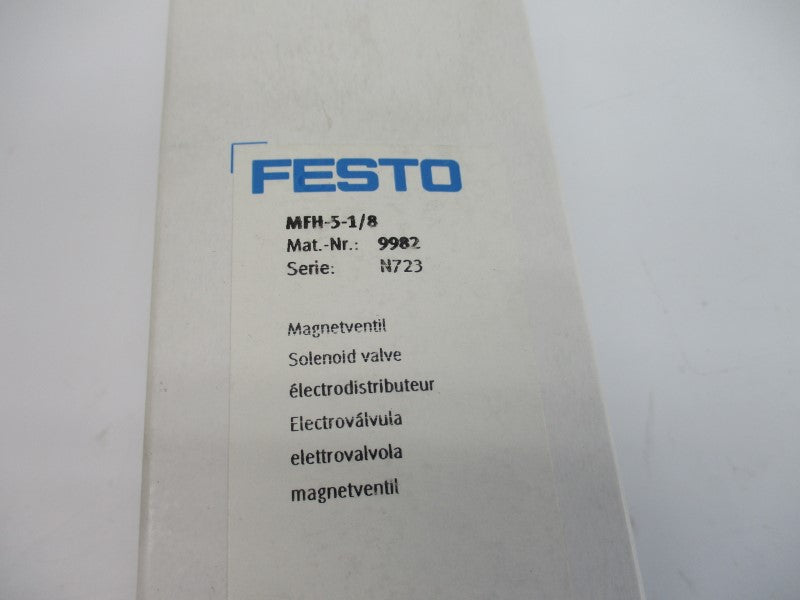 FESTO
MFH-5-1/8
Mat.-Nr.: 9982
Serie: N723
Magnetventil
Solenoid valve
électrodistributeur
Electroválvula
elettrovalvola
magnetventil